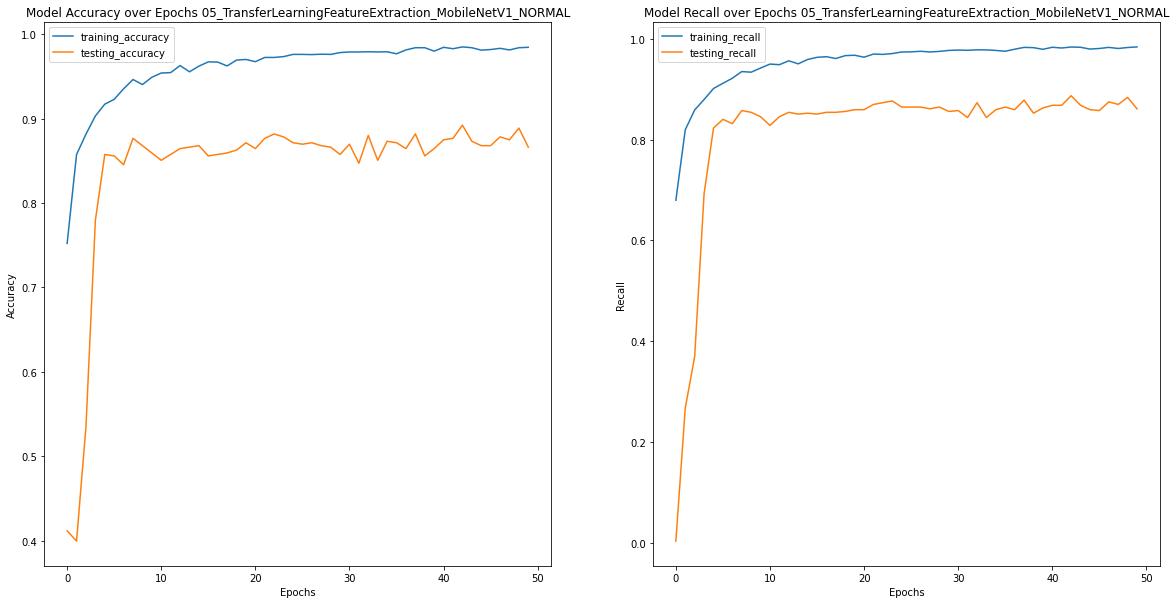 Model Accuracy over Epochs 05_TransferLearningFeatureExtraction_MobileNetV1_NORMAL
training_accuracy
testing_accuracy
1.0
0.9
0.8
0.7
0.6
0.5
0.4
Accuracy
0 10 20 30 40 50
Epochs
Model Recall over Epochs 05_TransferLearningFeatureExtraction_MobileNetV1_NORMAL
training_recall
testing_recall
1.0
0.8
0.6
0.4
0.2
0.0
Recall
0 10 20 30 40 50
Epochs